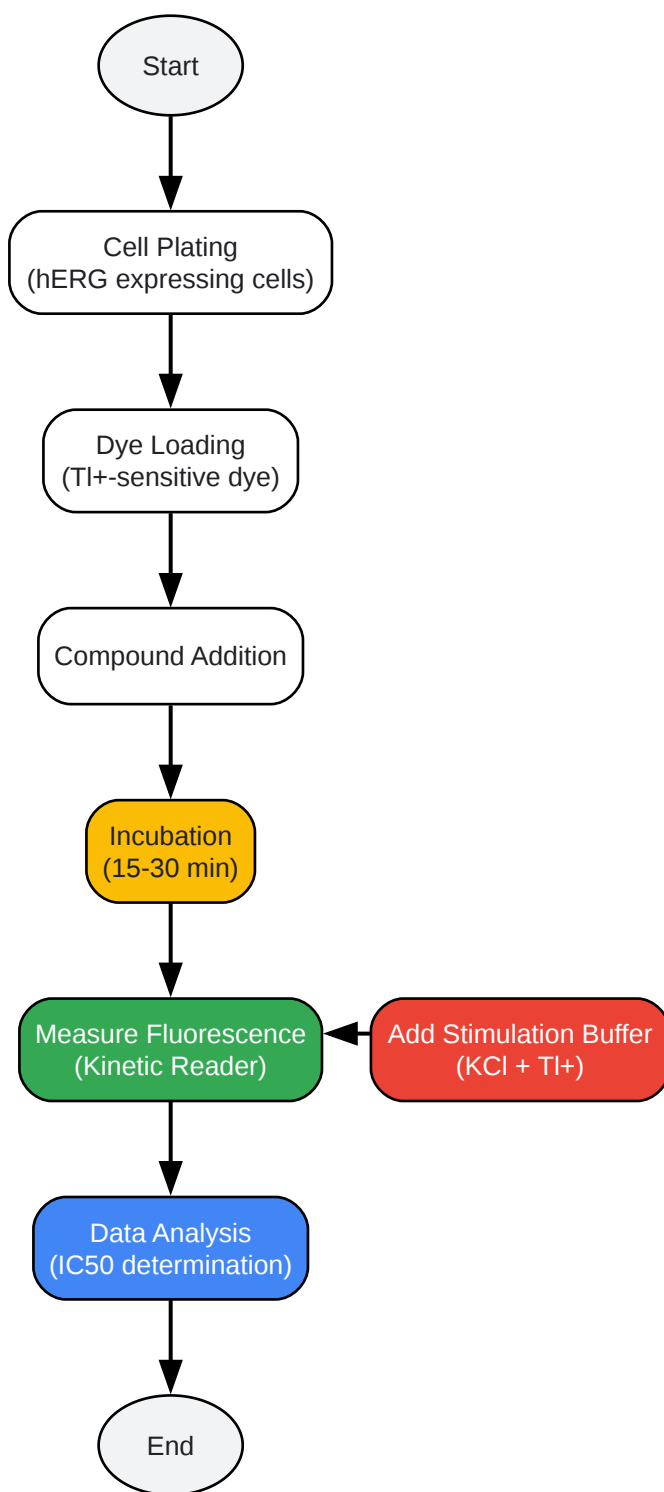 Start
Cell Plating
(hERG expressing cells)
Dye Loading
(Tl+-sensitive dye)
Compound Addition
Incubation
(15-30 min)
Measure Fluorescence
(Kinetic Reader)
Add Stimulation Buffer
(KCl + Tl+)
Data Analysis
(IC50 determination)
End